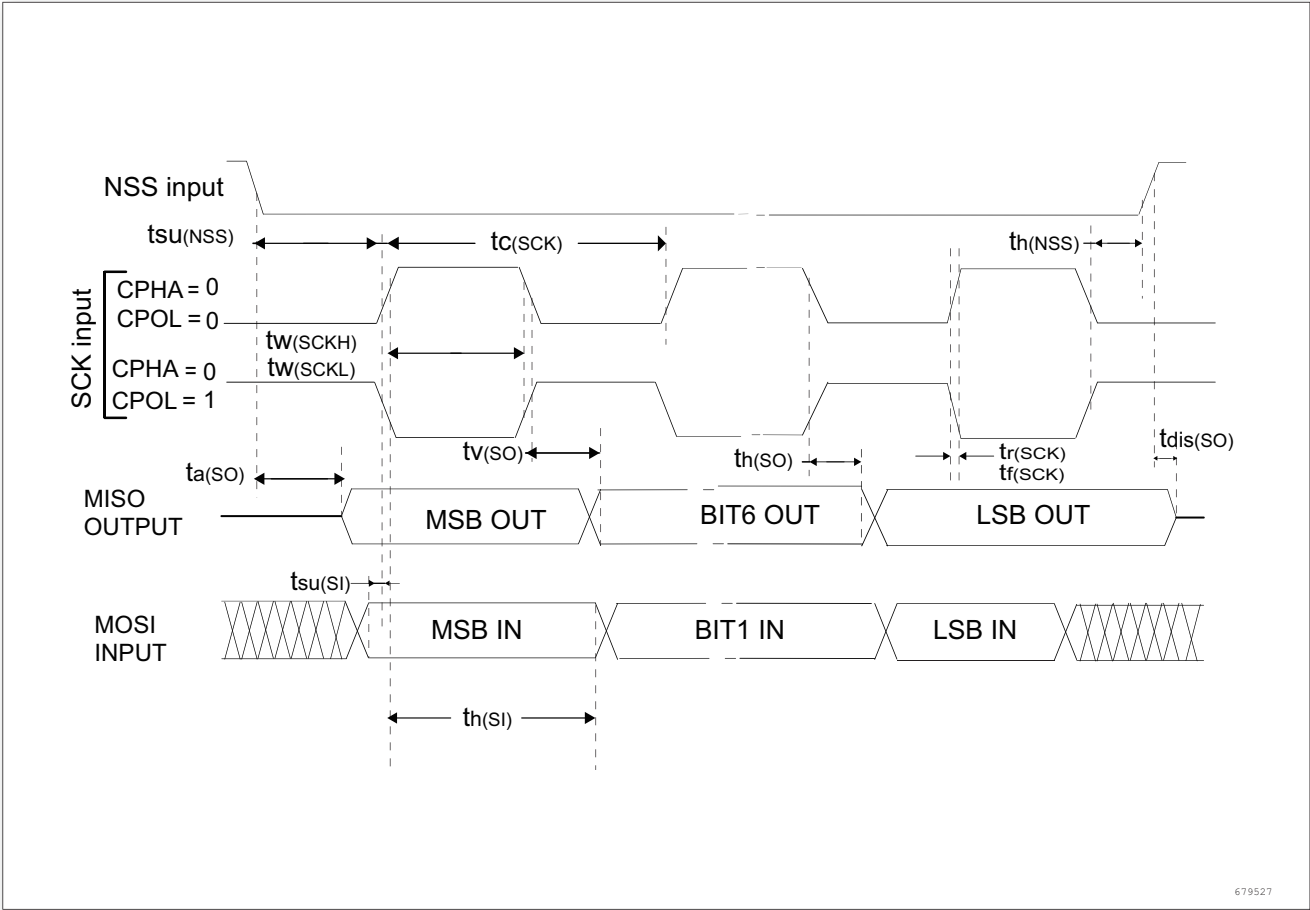 NSS input
tsu(NSS)
tc(SCK)
th(NSS)
SCK input
CPHA = 0
CPOL = 0
tw(SCKH)
CPHA = 0
tw(SCKL)
CPOL = 1
tv(SO)
th(SO)
tr(SCK)
tf(SCK)
tdis(SO)
ta(SO)
MISO
OUTPUT
MSB OUT
BIT6 OUT
LSB OUT
tsu(SI)
MOSI
INPUT
MSB IN
BIT1 IN
LSB IN
th(SI)
679527